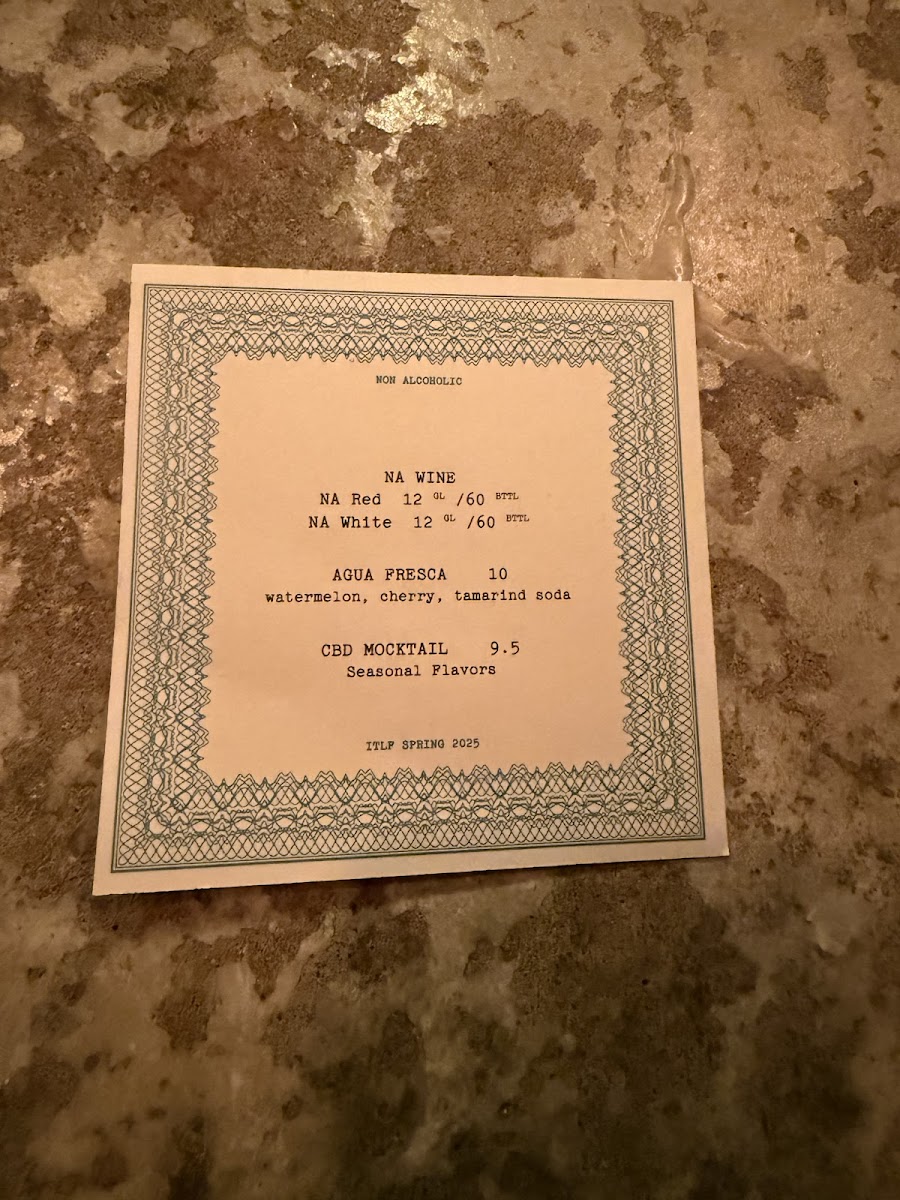 NON ALCOHOLIC
NA WINE
NA Red 12 GL /60 BTTL
NA White 12 GL /60 BTTL
AGUA FRESCA 10
watermelon, cherry, tamarind soda
CBD MOCKTAIL 9.5
Seasonal Flavors
ITLF SPRING 2025